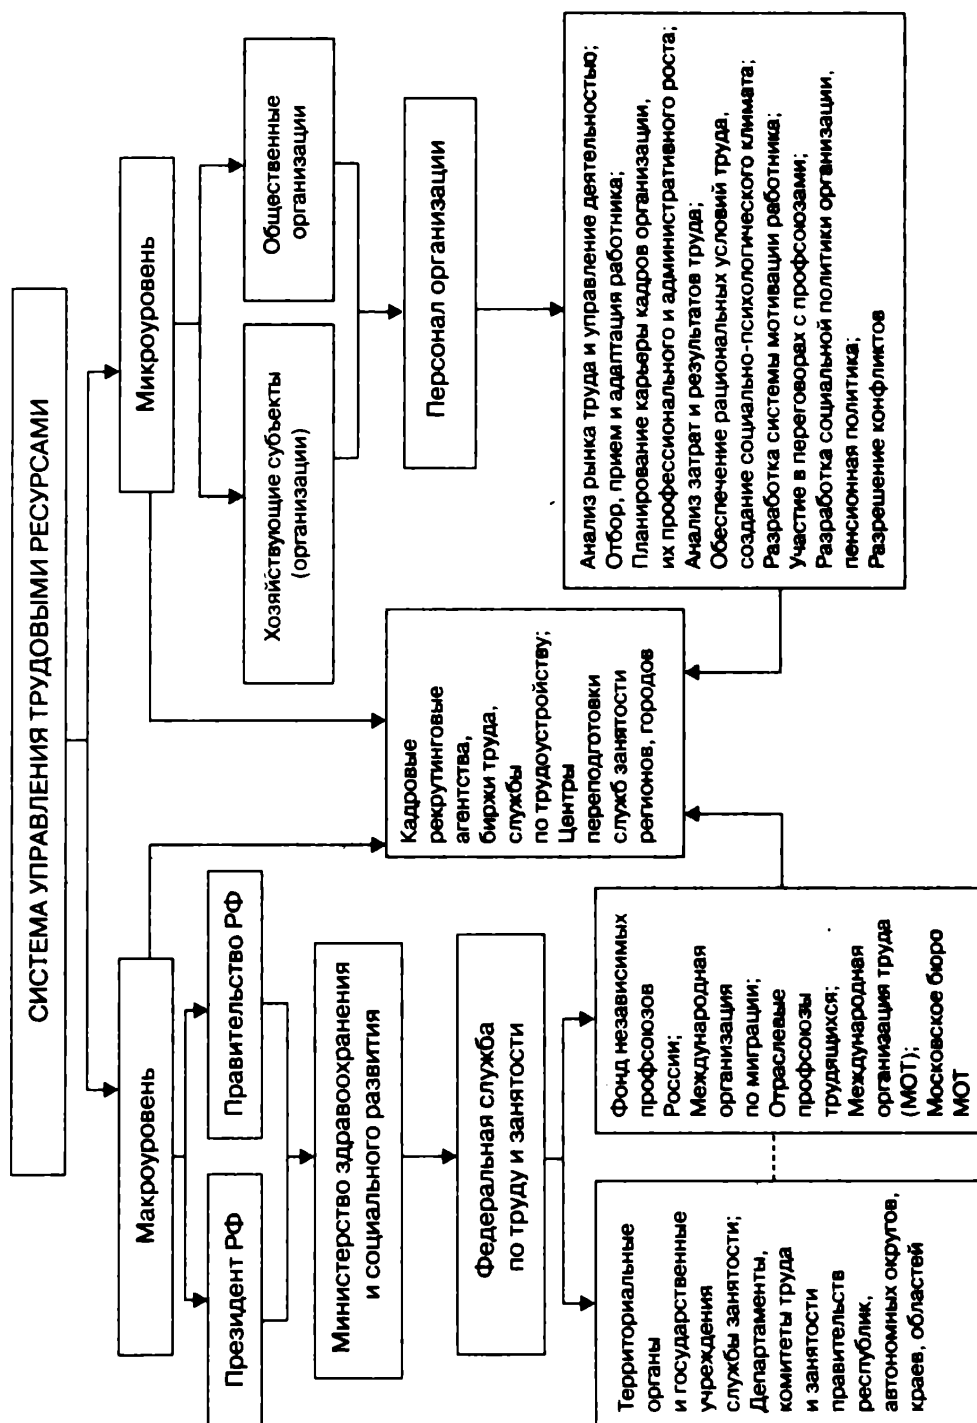 СИСТЕМА УПРАВЛЕНИЯ ТРУДОВЫМИ РЕСУРСАМИ
Макроуровень
Микроуровень
Президент РФ
Правительство РФ
Хозяйствующие субъекты
(организации)
Общественные
организации
Министерство здравоохранения
и социального развития
Персонал организации
Федеральная служба
по труду и занятости
Кадровые
рекрутинговые
агентства,
биржи труда,
службы
по трудоустройству;
Центры
переподготовки
служб занятости
регионов, городов
Территориальные
органы
и государственные
учреждения
службы занятости;
Департаменты,
комитеты труда
и занятости
правительств
республик,
автономных округов,
краев, областей
Фонд независимых
профсоюзов
России;
Международная
организация
по миграции;
Отраслевые
профсоюзы
трудящихся;
Международная
организация труда
(МОТ);
Московское бюро
МОТ
Анализ рынка труда и управление деятельностью;
Отбор, прием и адаптация работника;
Планирование карьеры кадров организации,
их профессионального и административного роста;
Анализ затрат и результатов труда;
Обеспечение рациональных условий труда,
создание социально-психологического климата;
Разработка системы мотивации работника;
Участие в переговорах с профсоюзами;
Разработка социальной политики организации,
пенсионная политика;
Разрешение конфликтов